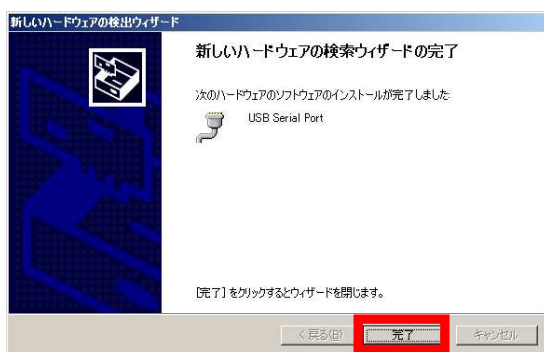 新しいハードウェアの検出ウィザード
新しいハードウェアの検索ウィザードの完了
次のハードウェアのソフトウェアのインストールが完了しました:
USB Serial Port
[完了] をクリックするとウィザードを閉じます。
< 戻る(B) 完了 キャンセル